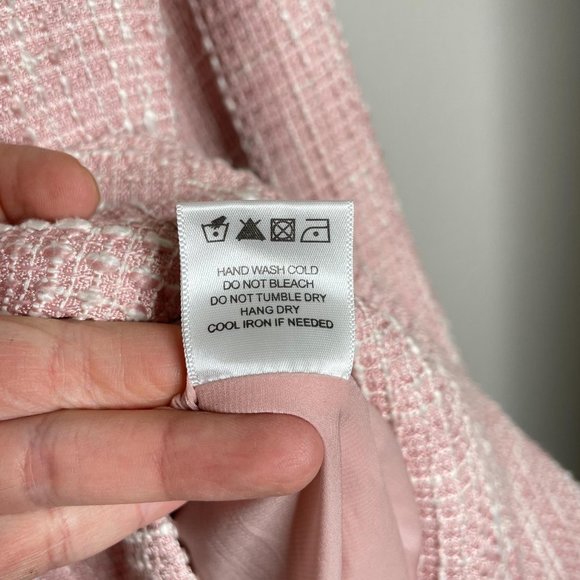 HAND WASH COLD
DO NOT BLEACH
DO NOT TUMBLE DRY
HANG DRY
COOL IRON IF NEEDED